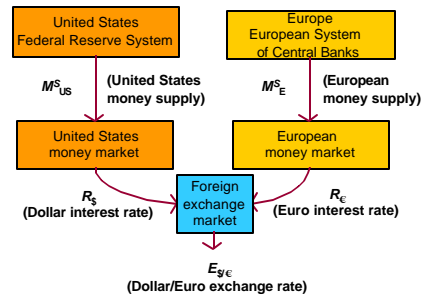 United States
Federal Reserve System
Europe
European System
of Central Banks
MˢUS (United States
money supply)
MˢE (European
money supply)
United States
money market
European
money market
R$
(Dollar interest rate)
Foreign
exchange
market
R€
(Euro interest rate)
E$/€
(Dollar/Euro exchange rate)